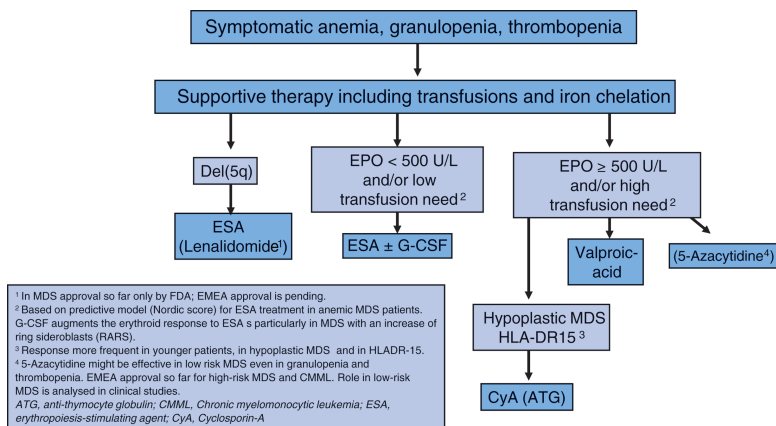 Symptomatic anemia, granulopenia, thrombopenia
Supportive therapy including transfusions and iron chelation
Del(5q)
EPO < 500 U/L
and/or low
transfusion need²
EPO ≥ 500 U/L
and/or high
transfusion need²
ESA
(Lenalidomide¹)
ESA ± G-CSF
Valproic-
acid
(5-Azacytidine⁴)
Hypoplastic MDS
HLA-DR15 ³
CyA (ATG)
¹ In MDS approval so far only by FDA; EMEA approval is pending.
² Based on predictive model (Nordic score) for ESA treatment in anemic MDS patients.
G-CSF augments the erythroid response to ESA s particularly in MDS with an increase of
ring sideroblasts (RARS).
³ Response more frequent in younger patients, in hypoplastic MDS and in HLADR-15.
⁴ 5-Azacytidine might be effective in low risk MDS even in granulopenia and
thrombopenia. EMEA approval so far for high-risk MDS and CMML. Role in low-risk
MDS is analysed in clinical studies.
ATG, anti-thymocyte globulin; CMML, Chronic myelomonocytic leukemia; ESA,
erythropoiesis-stimulating agent; CyA, Cyclosporin-A